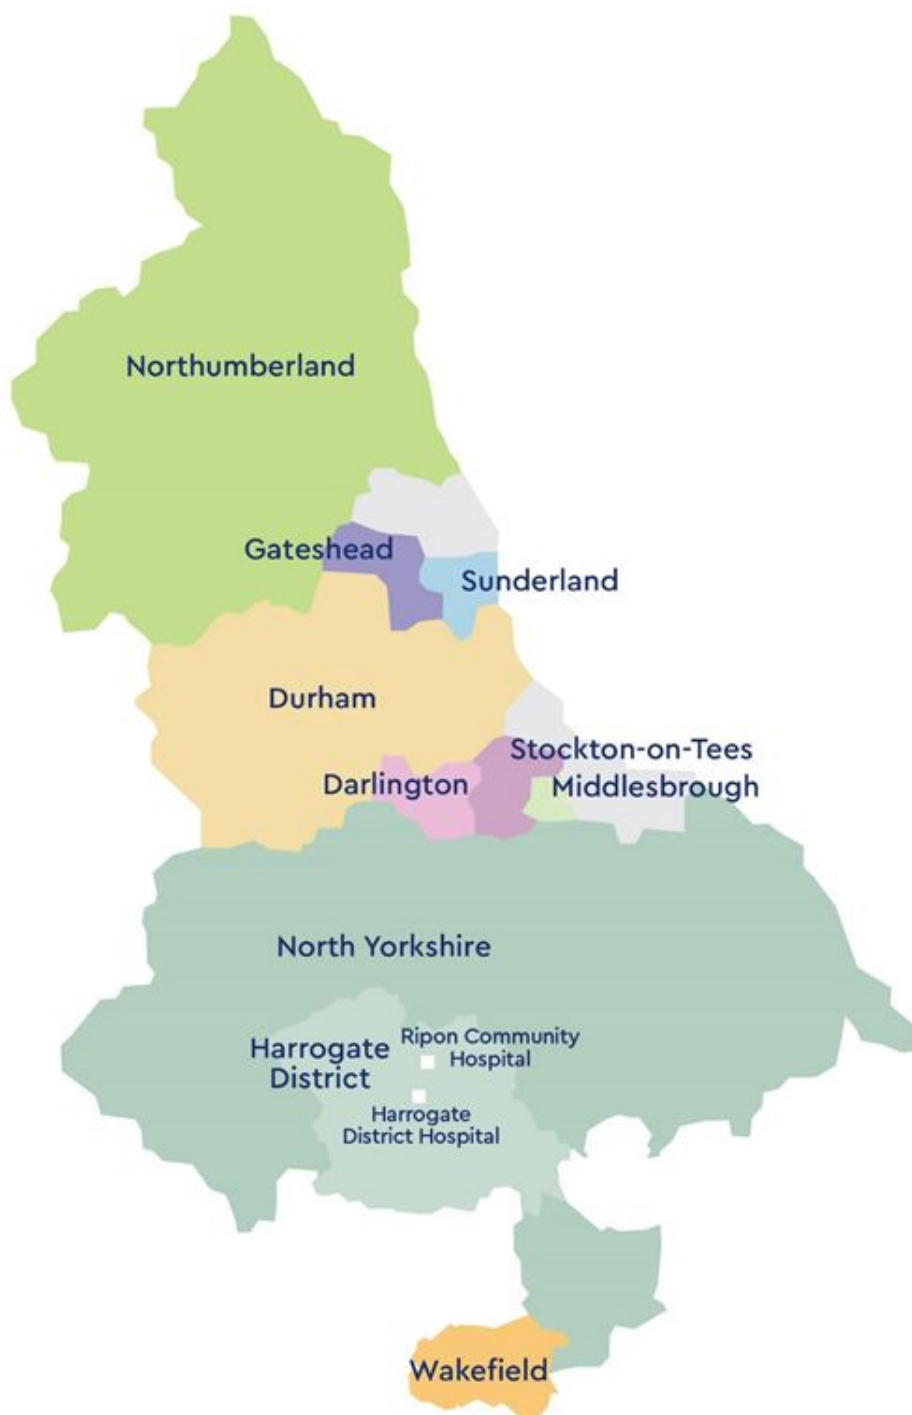 Northumberland
Gateshead
Sunderland
Durham
Stockton-on-Tees
Darlington
Middlesbrough
North Yorkshire
Harrogate
District
Ripon Community
Hospital
Harrogate
District Hospital
Wakefield